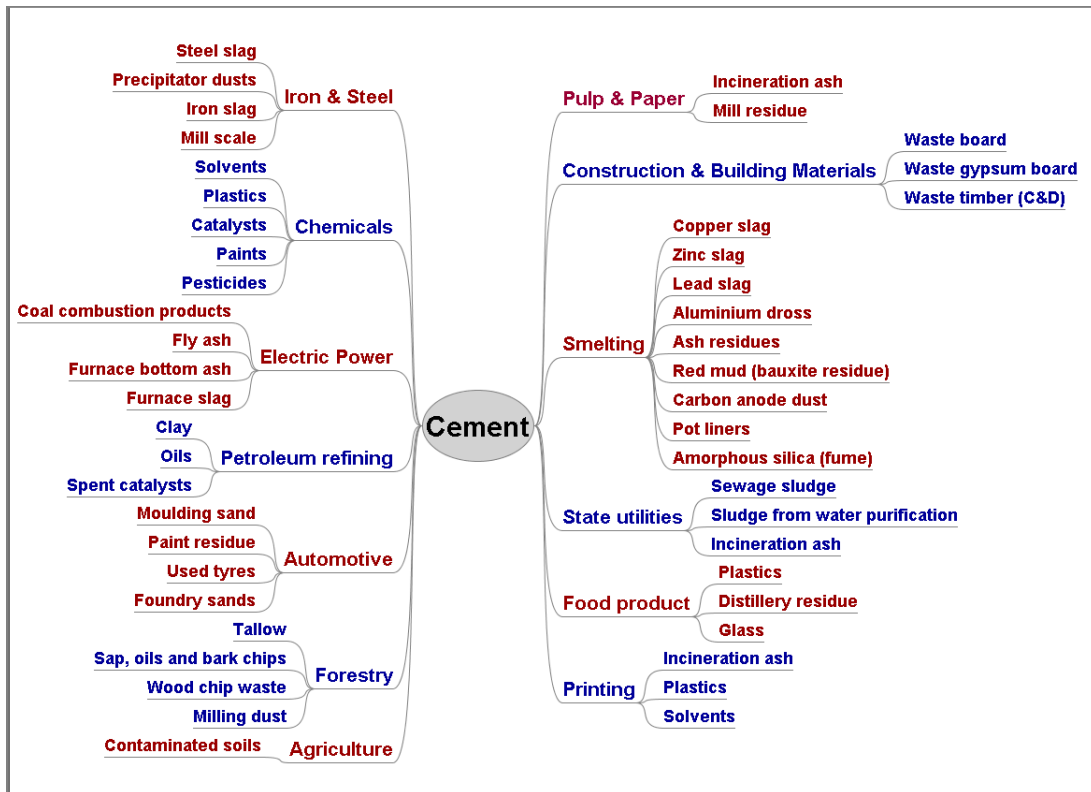 Steel slag
Precipitator dusts
Iron slag
Mill scale
Iron & Steel
Solvents
Plastics
Catalysts
Paints
Pesticides
Chemicals
Coal combustion products
Fly ash
Furnace bottom ash
Furnace slag
Electric Power
Clay
Oils
Spent catalysts
Petroleum refining
Moulding sand
Paint residue
Used tyres
Foundry sands
Automotive
Tallow
Sap, oils and bark chips
Wood chip waste
Milling dust
Forestry
Contaminated soils
Agriculture
Cement
Pulp & Paper
Incineration ash
Mill residue
Construction & Building Materials
Waste board
Waste gypsum board
Waste timber (C&D)
Smelting
Copper slag
Zinc slag
Lead slag
Aluminium dross
Ash residues
Red mud (bauxite residue)
Carbon anode dust
Pot liners
Amorphous silica (fume)
State utilities
Sewage sludge
Sludge from water purification
Incineration ash
Food product
Plastics
Distillery residue
Glass
Printing
Incineration ash
Plastics
Solvents